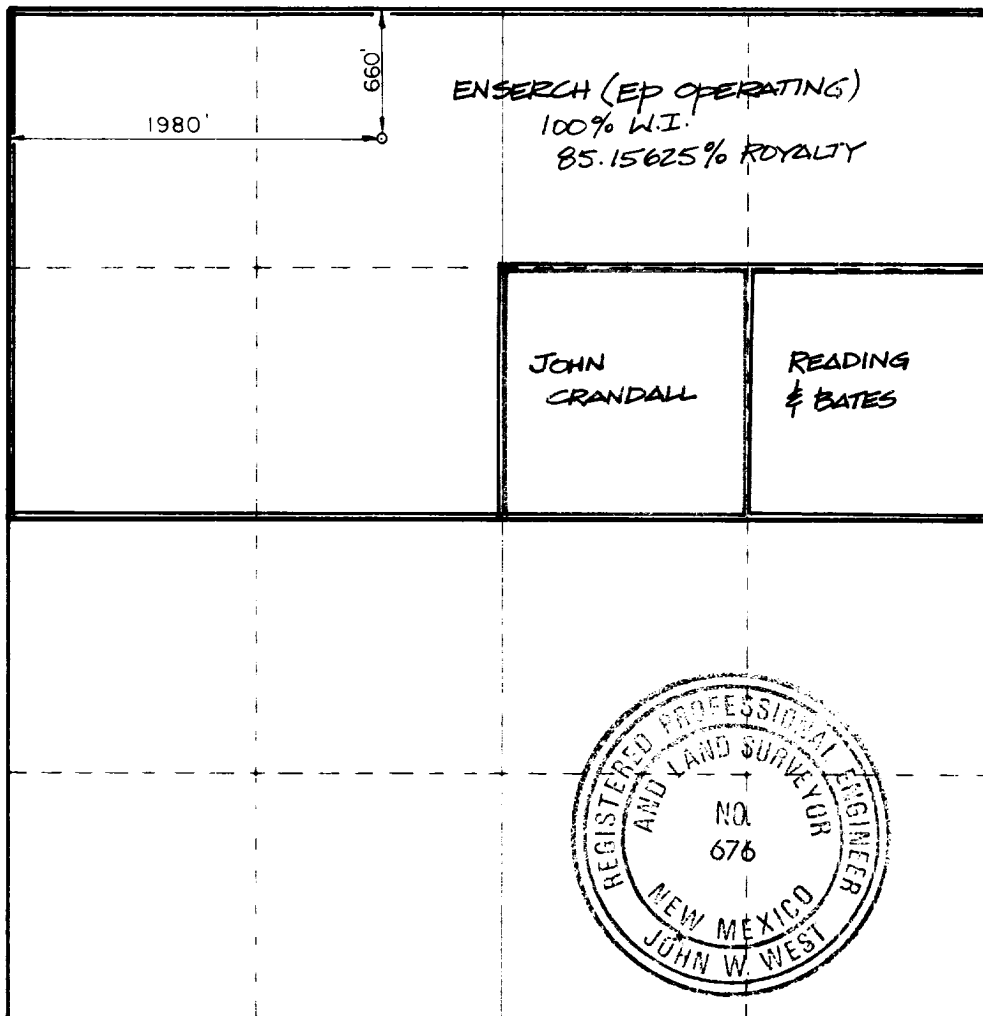 660'
1980'
ENSERCH (EP OPERATING)
100% W.I.
85.15625% ROYALTY
JOHN
CRANDALL
READING
& BATES
REGISTERED PROFESSIONAL ENGINEER
AND LAND SURVEYOR
NO.
676
NEW MEXICO
JOHN W. WEST